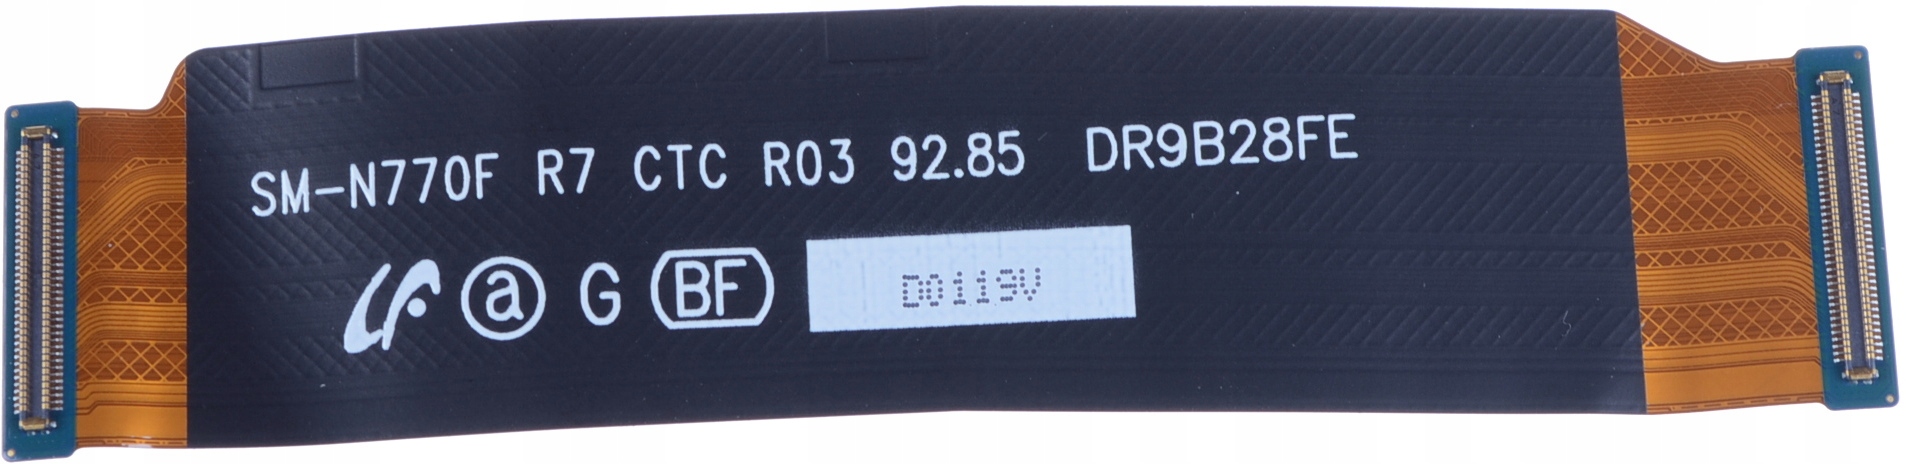 SM-N770F R7 CTC R03 92.85 DR9B28FE
a G BF D0119V